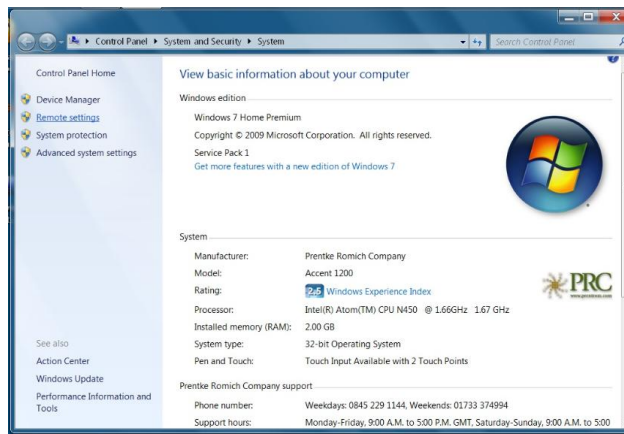 Control Panel ▸ System and Security ▸ System
Search Control Panel
Control Panel Home
Device Manager
Remote settings
System protection
Advanced system settings
See also
Action Center
Windows Update
Performance Information and
Tools
View basic information about your computer
Windows edition
Windows 7 Home Premium
Copyright © 2009 Microsoft Corporation. All rights reserved.
Service Pack 1
Get more features with a new edition of Windows 7
System
Manufacturer: Prentke Romich Company
Model: Accent 1200
Rating: 2.6 Windows Experience Index
Processor: Intel(R) Atom(TM) CPU N450 @ 1.66GHz 1.67 GHz
Installed memory (RAM): 2.00 GB
System type: 32-bit Operating System
Pen and Touch: Touch Input Available with 2 Touch Points
PRC
Prentke Romich Company support
Phone number: Weekdays: 0845 229 1144, Weekends: 01733 374994
Support hours: Monday-Friday, 9:00 A.M. to 5:00 P.M. GMT, Saturday-Sunday, 9:00 A.M. to 5:00